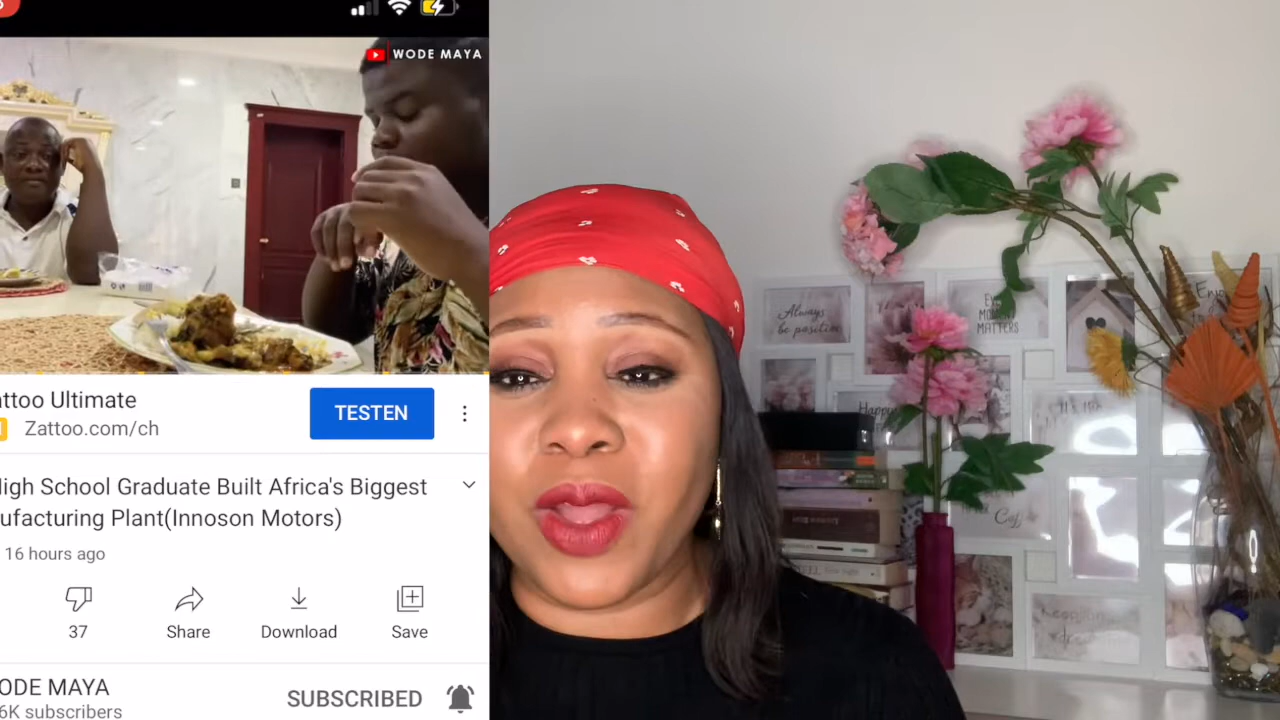 WODE MAYA
attoo Ultimate
Zattoo.com/ch
TESTEN
igh School Graduate Built Africa's Biggest
ufacturing Plant(Innoson Motors)
16 hours ago
37
Share
Download
Save
ODE MAYA
6K subscribers
SUBSCRIBED
Always
be positive
MATTERS